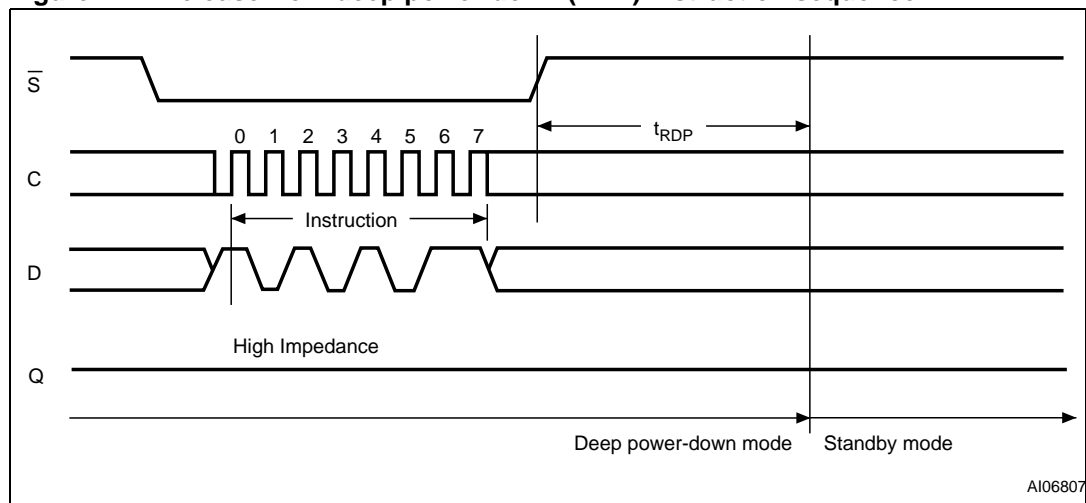 S
0 1 2 3 4 5 6 7
tRDP
C
Instruction
D
High Impedance
Q
Deep power-down mode Standby mode
AI06807